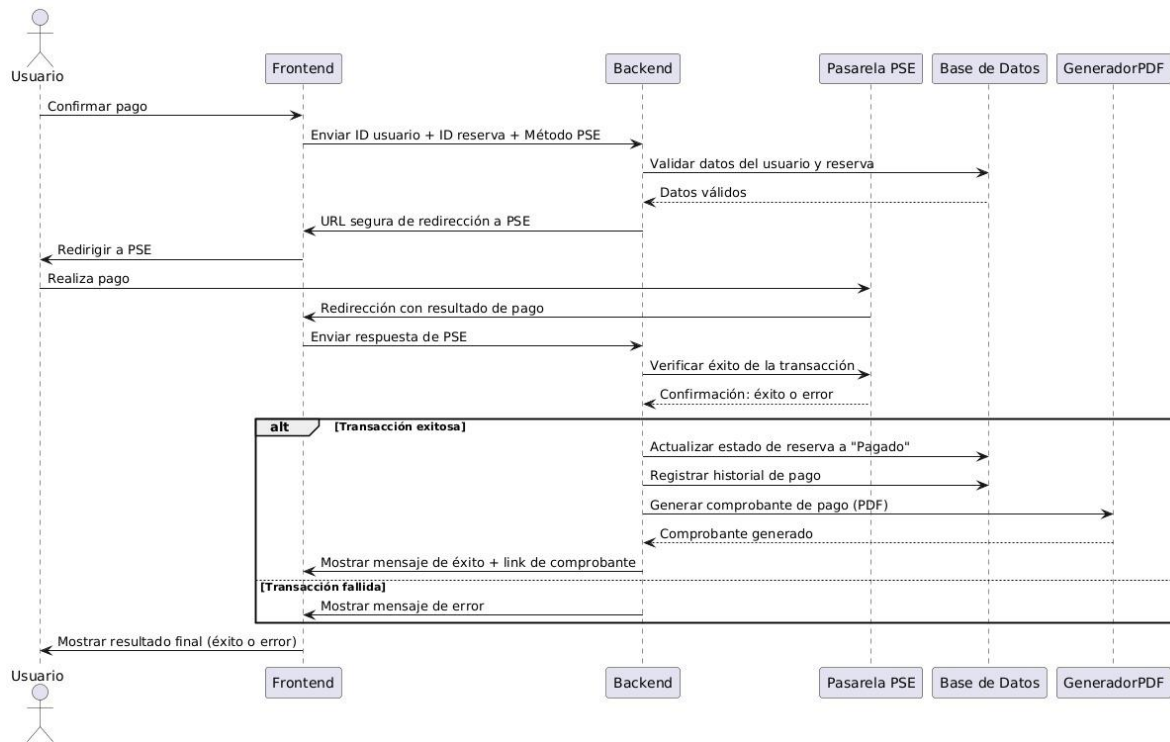 Usuario
Frontend
Backend
Pasarela PSE
Base de Datos
GeneradorPDF
Confirmar pago
Enviar ID usuario + ID reserva + Método PSE
Validar datos del usuario y reserva
Datos válidos
URL segura de redirección a PSE
Redirigir a PSE
Realiza pago
Redirección con resultado de pago
Enviar respuesta de PSE
Verificar éxito de la transacción
Confirmación: éxito o error
alt [Transacción exitosa]
Actualizar estado de reserva a "Pagado"
Registrar historial de pago
Generar comprobante de pago (PDF)
Comprobante generado
Mostrar mensaje de éxito + link de comprobante
[Transacción fallida]
Mostrar mensaje de error
Mostrar resultado final (éxito o error)
Usuario
Frontend
Backend
Pasarela PSE
Base de Datos
GeneradorPDF